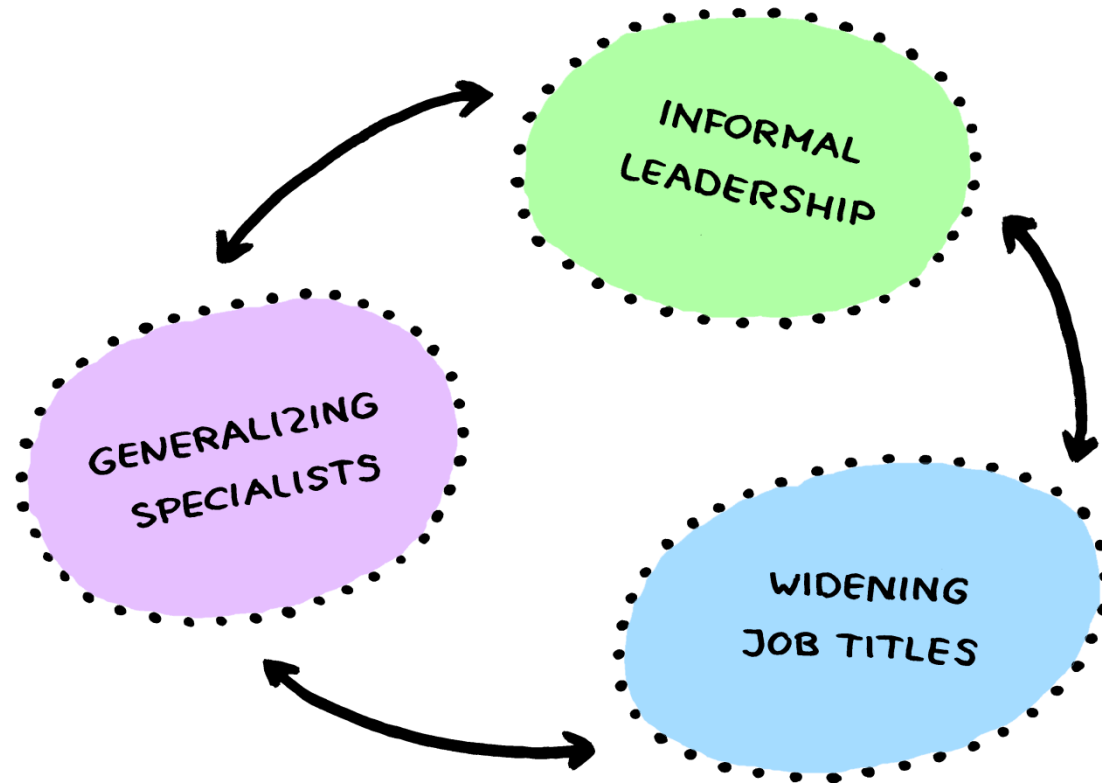 INFORMAL
LEADERSHIP
GENERALIZING
SPECIALISTS
WIDENING
JOB TITLES